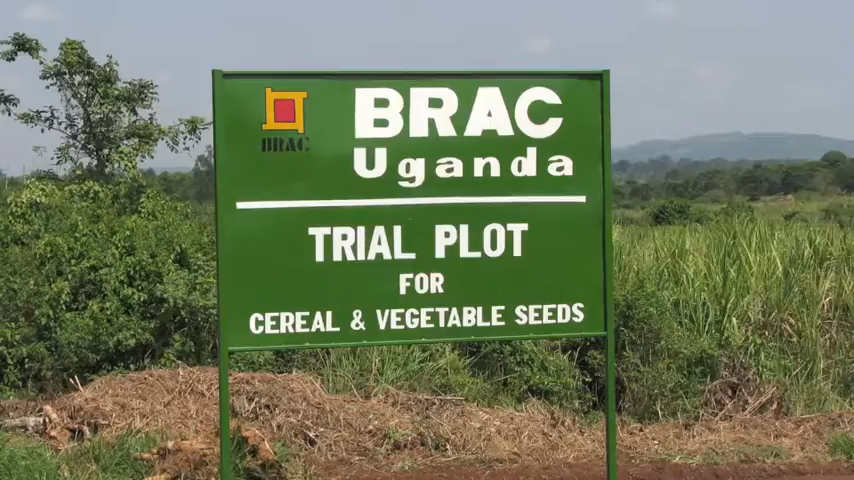 BRAC
BRAC
Uganda
TRIAL PLOT
FOR
CEREAL & VEGETABLE SEEDS